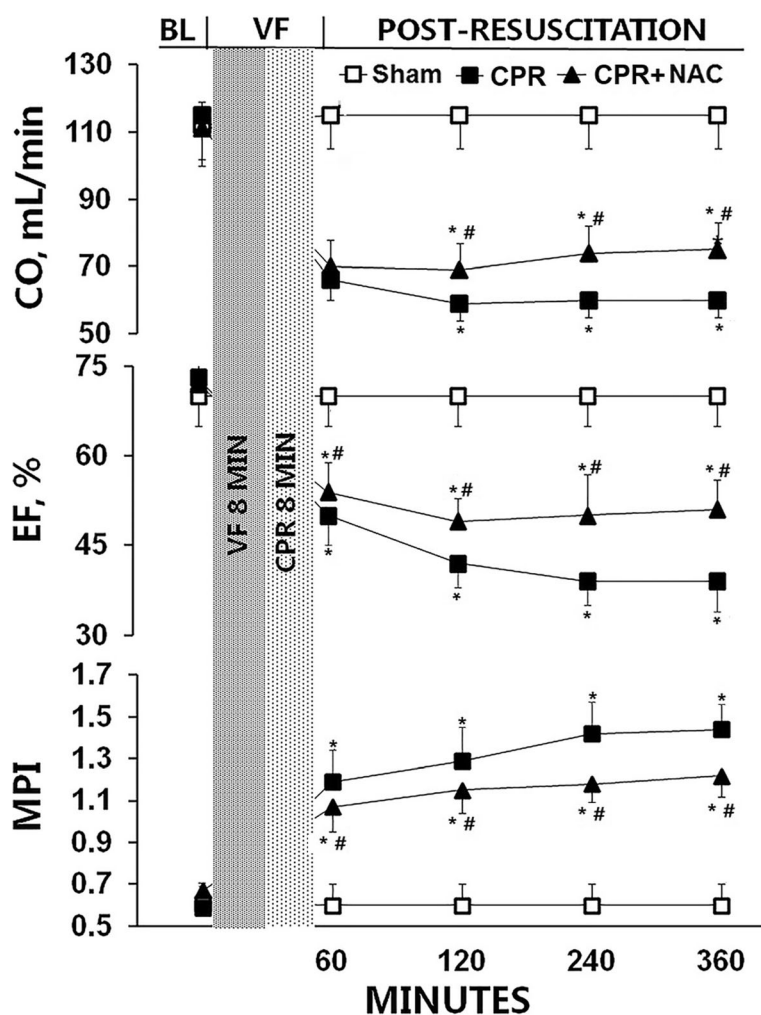 BL VF POST-RESUSCITATION
130 Sham CPR CPR+NAC
110
90
* # * # * #
70
50
* * *
CO, mL/min
75
60
*# *# *# *#
45
* * * *
30
EF, %
VF 8 MIN
CPR 8 MIN
1.7
* * * *
1.5
1.3
1.1
* # * # * # * #
0.9
0.7
0.5
MPI
60 120 240 360
MINUTES